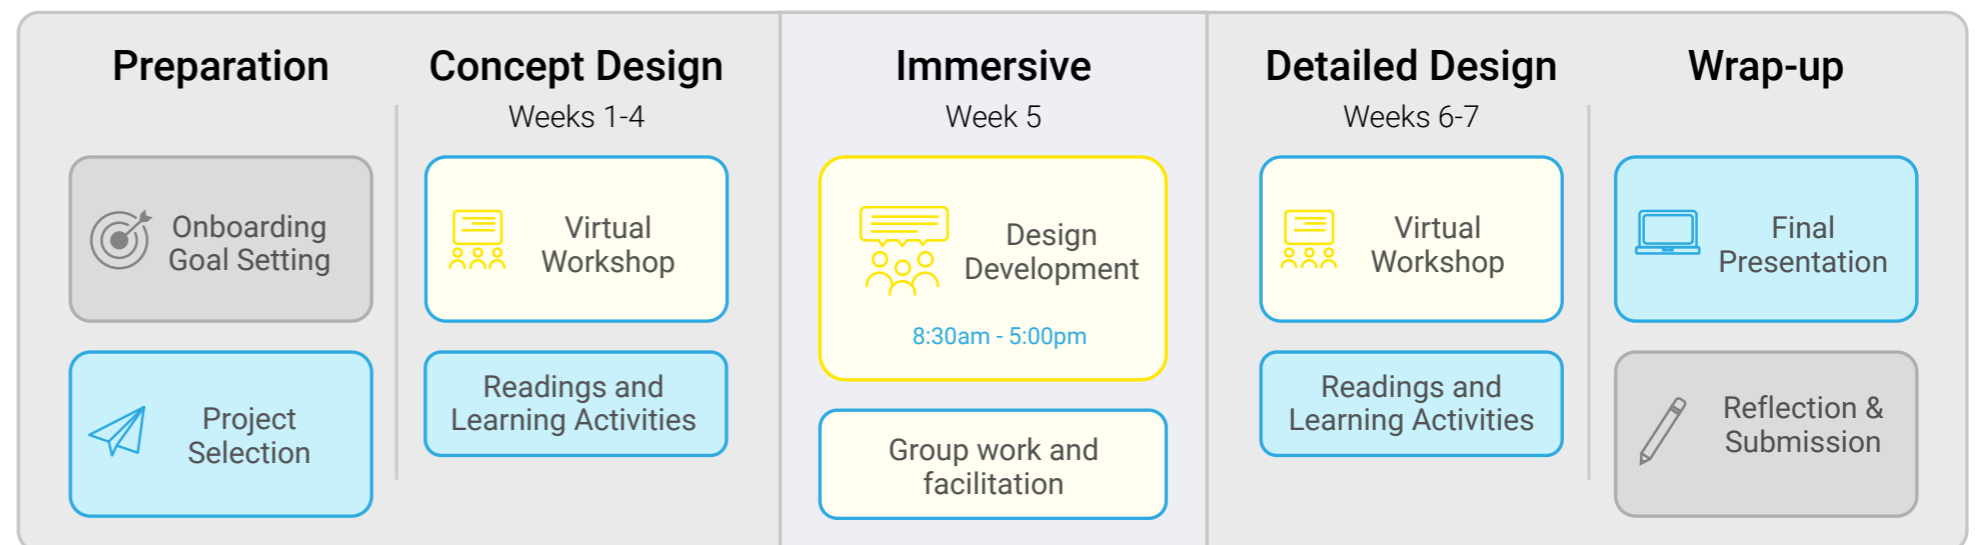 Preparation
Onboarding
Goal Setting
Project
Selection
Concept Design
Weeks 1-4
Virtual
Workshop
Readings and
Learning Activities
Immersive
Week 5
Design
Development
8:30am - 5:00pm
Group work and
facilitation
Detailed Design
Weeks 6-7
Virtual
Workshop
Readings and
Learning Activities
Wrap-up
Final
Presentation
Reflection &
Submission